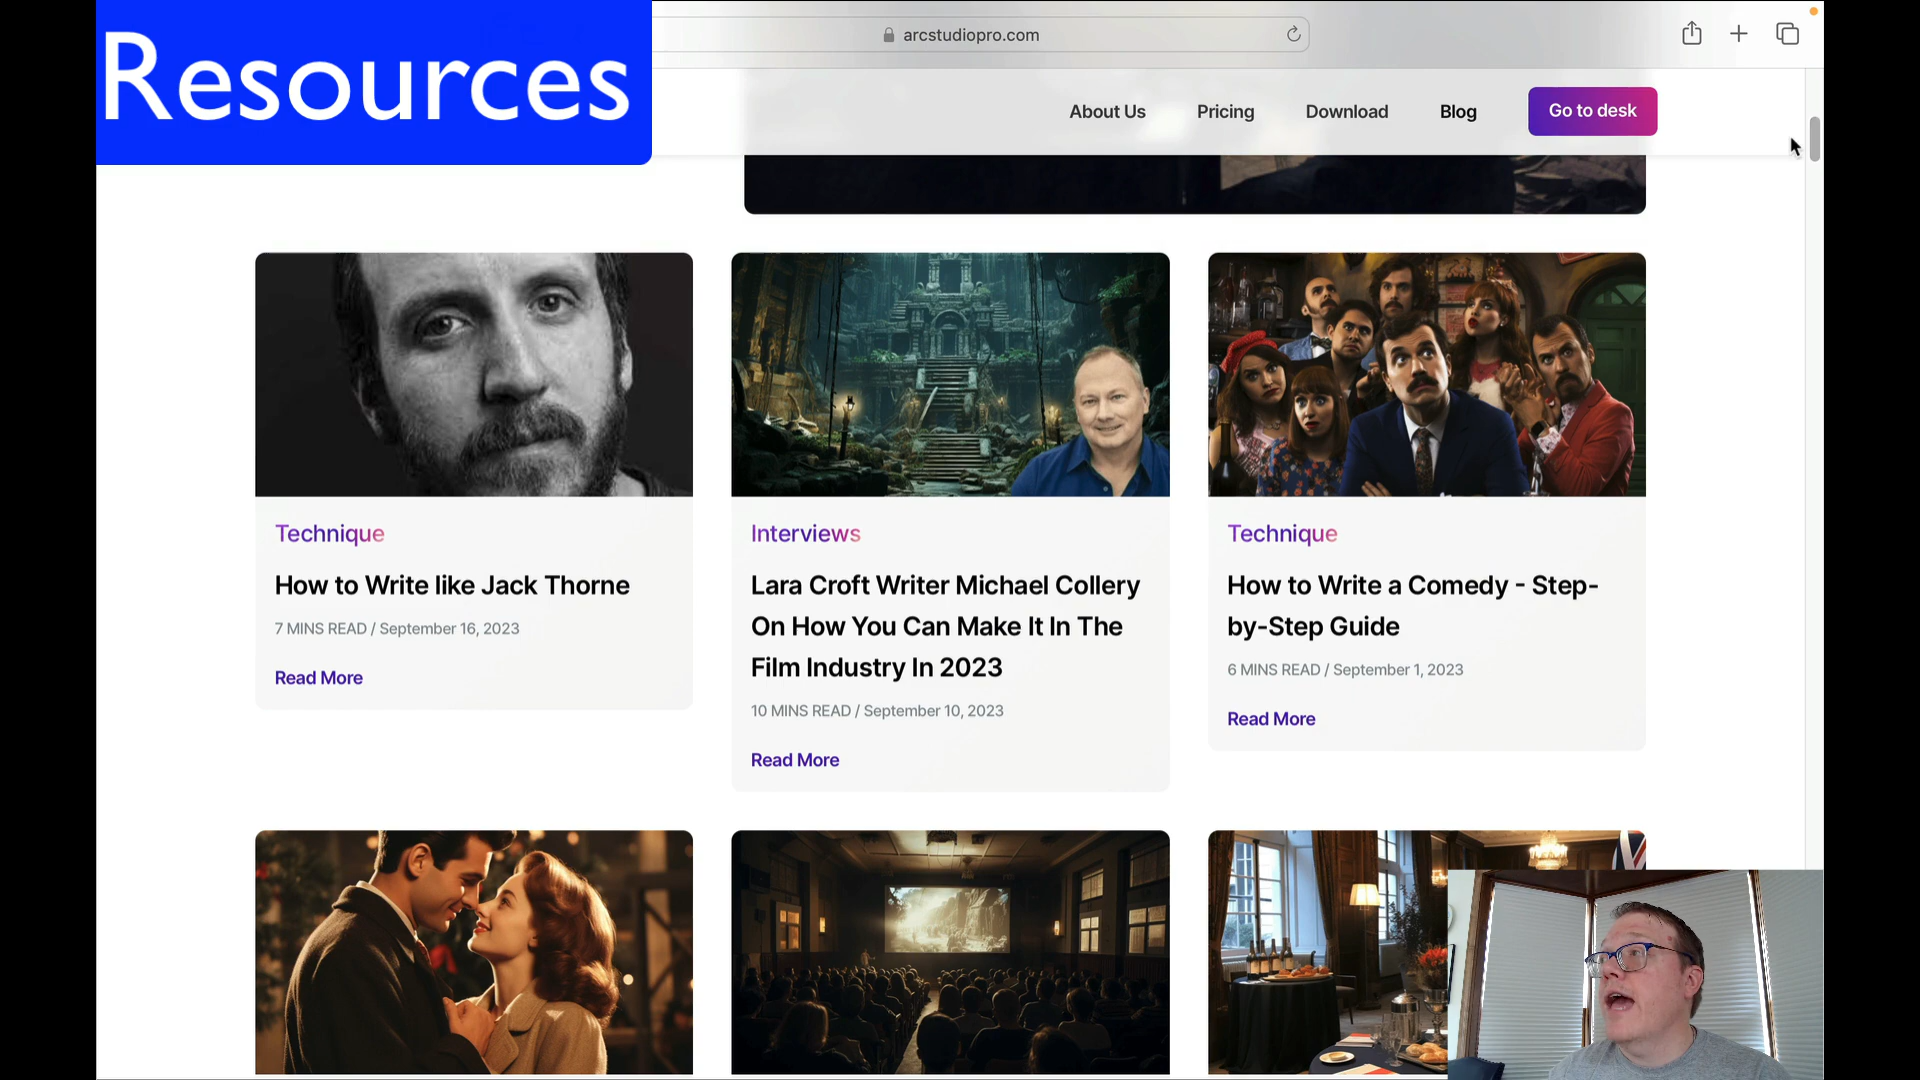 Resources
arcstudiopro.com
About Us
Pricing
Download
Blog
Go to desk
Technique
How to Write like Jack Thorne
7 MINS READ / September 16, 2023
Read More
Interviews
Lara Croft Writer Michael Collery
On How You Can Make It In The
Film Industry In 2023
10 MINS READ / September 10, 2023
Read More
Technique
How to Write a Comedy - Step-
by-Step Guide
6 MINS READ / September 1, 2023
Read More